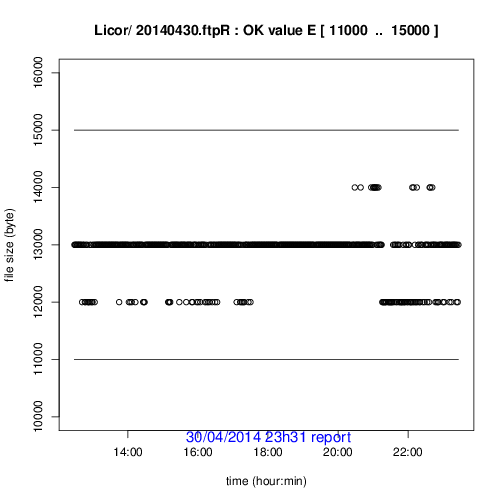 Licor/ 20140430.ftpR : OK value E [ 11000 .. 15000 ]
file size (byte)
16000
15000
14000
13000
12000
11000
10000
14:00 16:00 18:00 20:00 22:00
30/04/2014 23h31 report
time (hour:min)